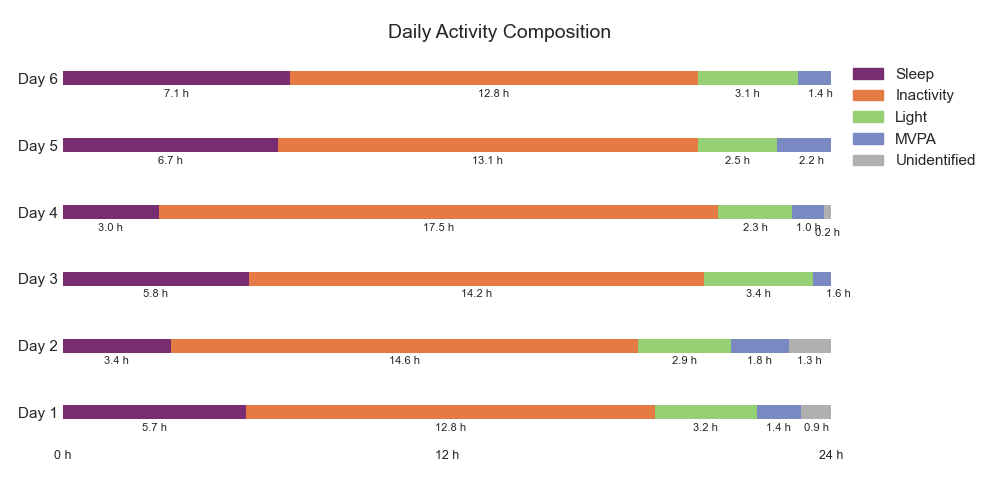 Daily Activity Composition
Day 6
7.1 h 12.8 h 3.1 h 1.4 h
Day 5
6.7 h 13.1 h 2.5 h 2.2 h
Day 4
3.0 h 17.5 h 2.3 h 1.0 h 0.2 h
Day 3
5.8 h 14.2 h 3.4 h 1.6 h
Day 2
3.4 h 14.6 h 2.9 h 1.8 h 1.3 h
Day 1
5.7 h 12.8 h 3.2 h 1.4 h 0.9 h
0 h 12 h 24 h
Sleep
Inactivity
Light
MVPA
Unidentified